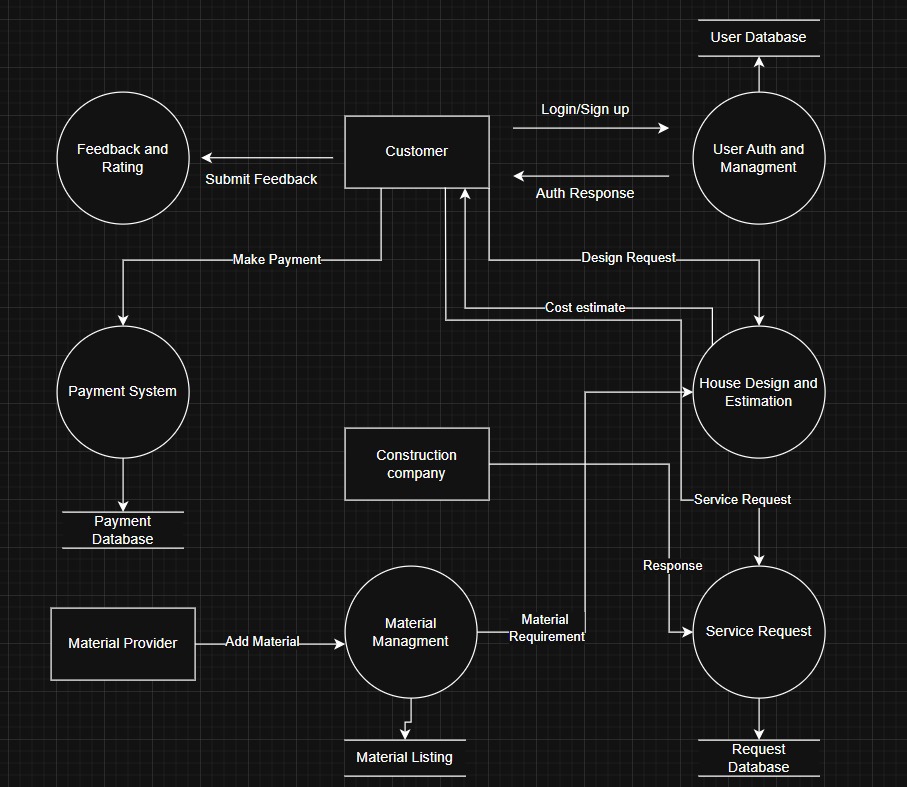 User Database
Login/Sign up
Feedback and
Rating
Customer
User Auth and
Managment
Submit Feedback
Auth Response
Make Payment
Design Request
Cost estimate
Payment System
House Design and
Estimation
Construction
company
Service Request
Payment
Database
Response
Material Provider
Add Material
Material
Managment
Material
Requirement
Service Request
Material Listing
Request
Database